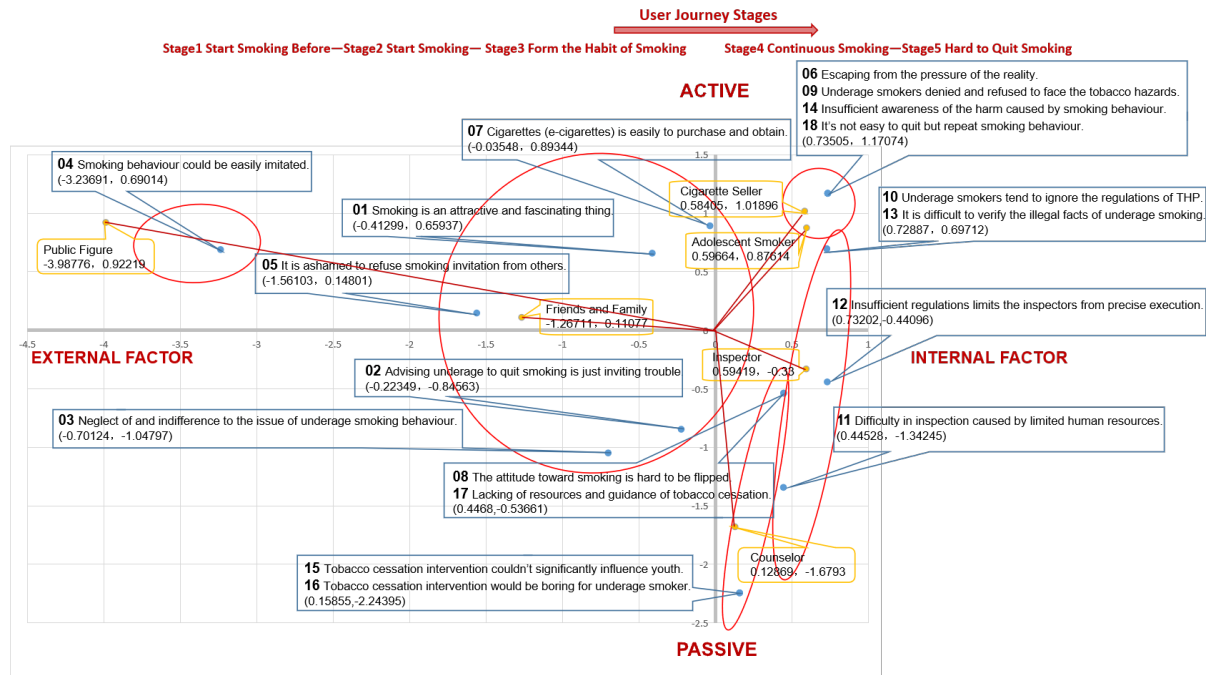 User Journey Stages
Stage1 Start Smoking Before—Stage2 Start Smoking— Stage3 Form the Habit of Smoking
Stage4 Continuous Smoking—Stage5 Hard to Quit Smoking
ACTIVE
06 Escaping from the pressure of the reality.
09 Underage smokers denied and refused to face the tobacco hazards.
14 Insufficient awareness of the harm caused by smoking behaviour.
18 It's not easy to quit but repeat smoking behaviour.
(0.73505, 1.17074)
07 Cigarettes (e-cigarettes) is easily to purchase and obtain.
(-0.03548, 0.89344)
04 Smoking behaviour could be easily imitated.
(-3.23691, 0.69014)
1.5
Cigarette Seller
0.58405, 1.01896
10 Underage smokers tend to ignore the regulations of THP.
13 It is difficult to verify the illegal facts of underage smoking.
(0.72887, 0.69712)
01 Smoking is an attractive and fascinating thing.
(-0.41299, 0.65937)
1
Public Figure
-3.98776, 0.92219
Adolescent Smoker
0.59664, 0.87614
05 It is ashamed to refuse smoking invitation from others.
(-1.56103, 0.14801)
0.5
12 Insufficient regulations limits the inspectors from precise execution.
(0.73202,-0.44096)
Friends and Family
-1.26711, 0.11077
0
-4.5 -4 -3.5 -3 -2.5 -2 -1.5 -1 -0.5 0 0.5 1
EXTERNAL FACTOR
INTERNAL FACTOR
Inspector
0.59419, -0.33
02 Advising underage to quit smoking is just inviting trouble
(-0.22349, -0.84563)
-0.5
03 Neglect of and indifference to the issue of underage smoking behaviour.
(-0.70124, -1.04797)
-1
11 Difficulty in inspection caused by limited human resources.
(0.44528, -1.34245)
08 The attitude toward smoking is hard to be flipped.
17 Lacking of resources and guidance of tobacco cessation.
(0.4468,-0.53661)
-1.5
Counselor
0.12869, -1.6793
-2
15 Tobacco cessation intervention couldn't significantly influence youth.
16 Tobacco cessation intervention would be boring for underage smoker.
(0.15855,-2.24395)
-2.5
PASSIVE